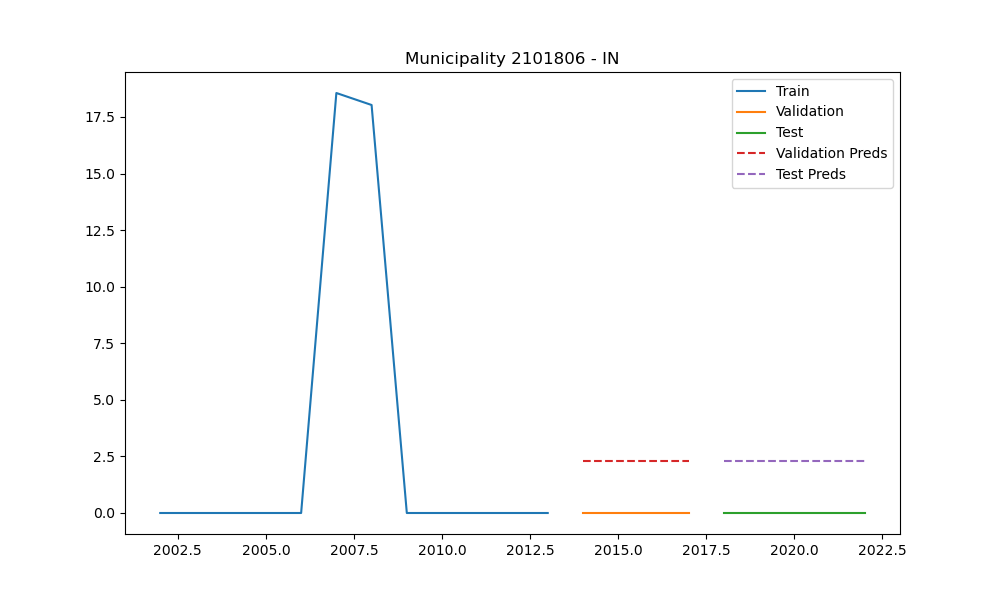 Municipality 2101806 - IN
Train
Validation
Test
Validation Preds
Test Preds
17.5
15.0
12.5
10.0
7.5
5.0
2.5
0.0
2002.5 2005.0 2007.5 2010.0 2012.5 2015.0 2017.5 2020.0 2022.5